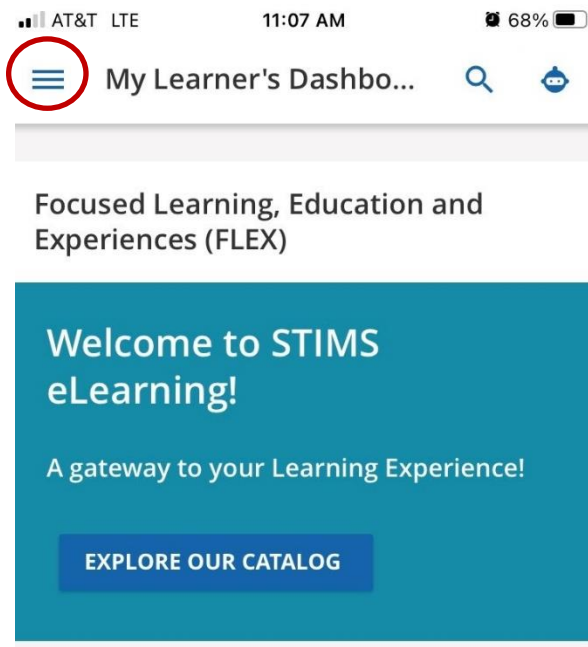 AT&T LTE 11:07 AM 68%
My Learner's Dashbo...
Focused Learning, Education and
Experiences (FLEX)
Welcome to STIMS
eLearning!
A gateway to your Learning Experience!
EXPLORE OUR CATALOG